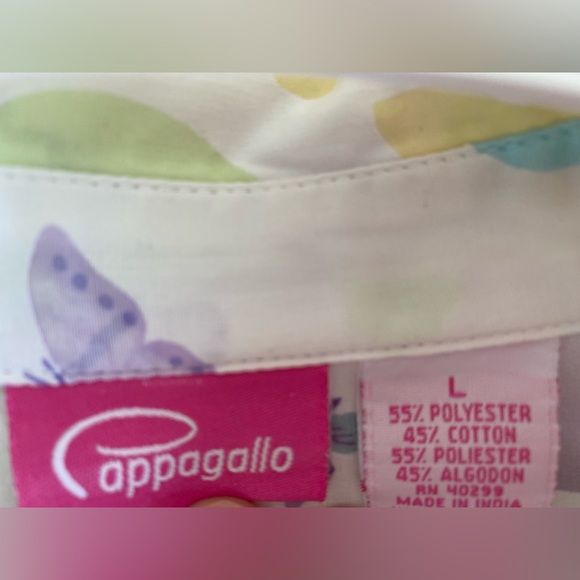 Pappagallo
L
55% POLYESTER
45% COTTON
55% POLIESTER
45% ALGODON
RN 40299
MADE IN INDIA